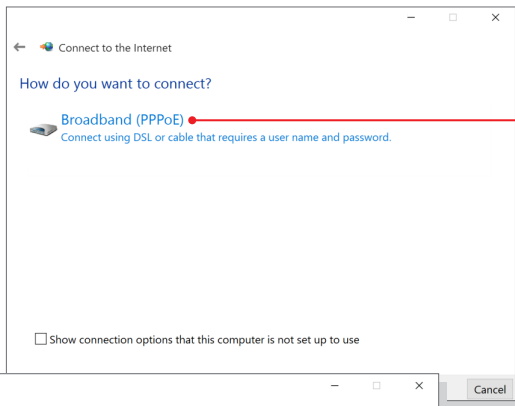 Connect to the Internet
How do you want to connect?
Broadband (PPPoE)
Connect using DSL or cable that requires a user name and password.
Show connection options that this computer is not set up to use
Cancel